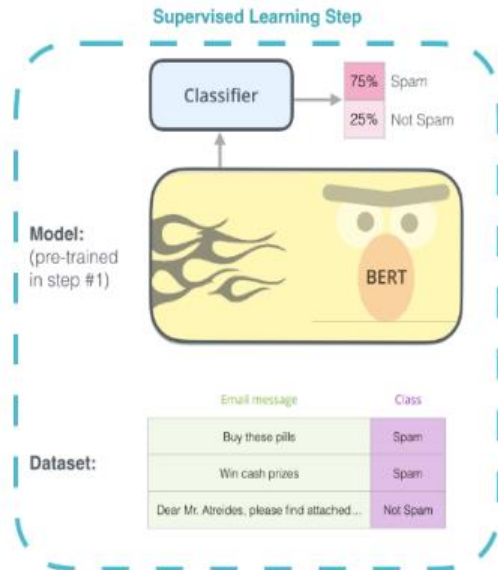 Supervised Learning Step
Classifier
75% Spam
25% Not Spam
Model:
(pre-trained
in step #1)
BERT
Email message Class
Buy these pills Spam
Win cash prizes Spam
Dear Mr. Atreides, please find attached... Not Spam
Dataset: